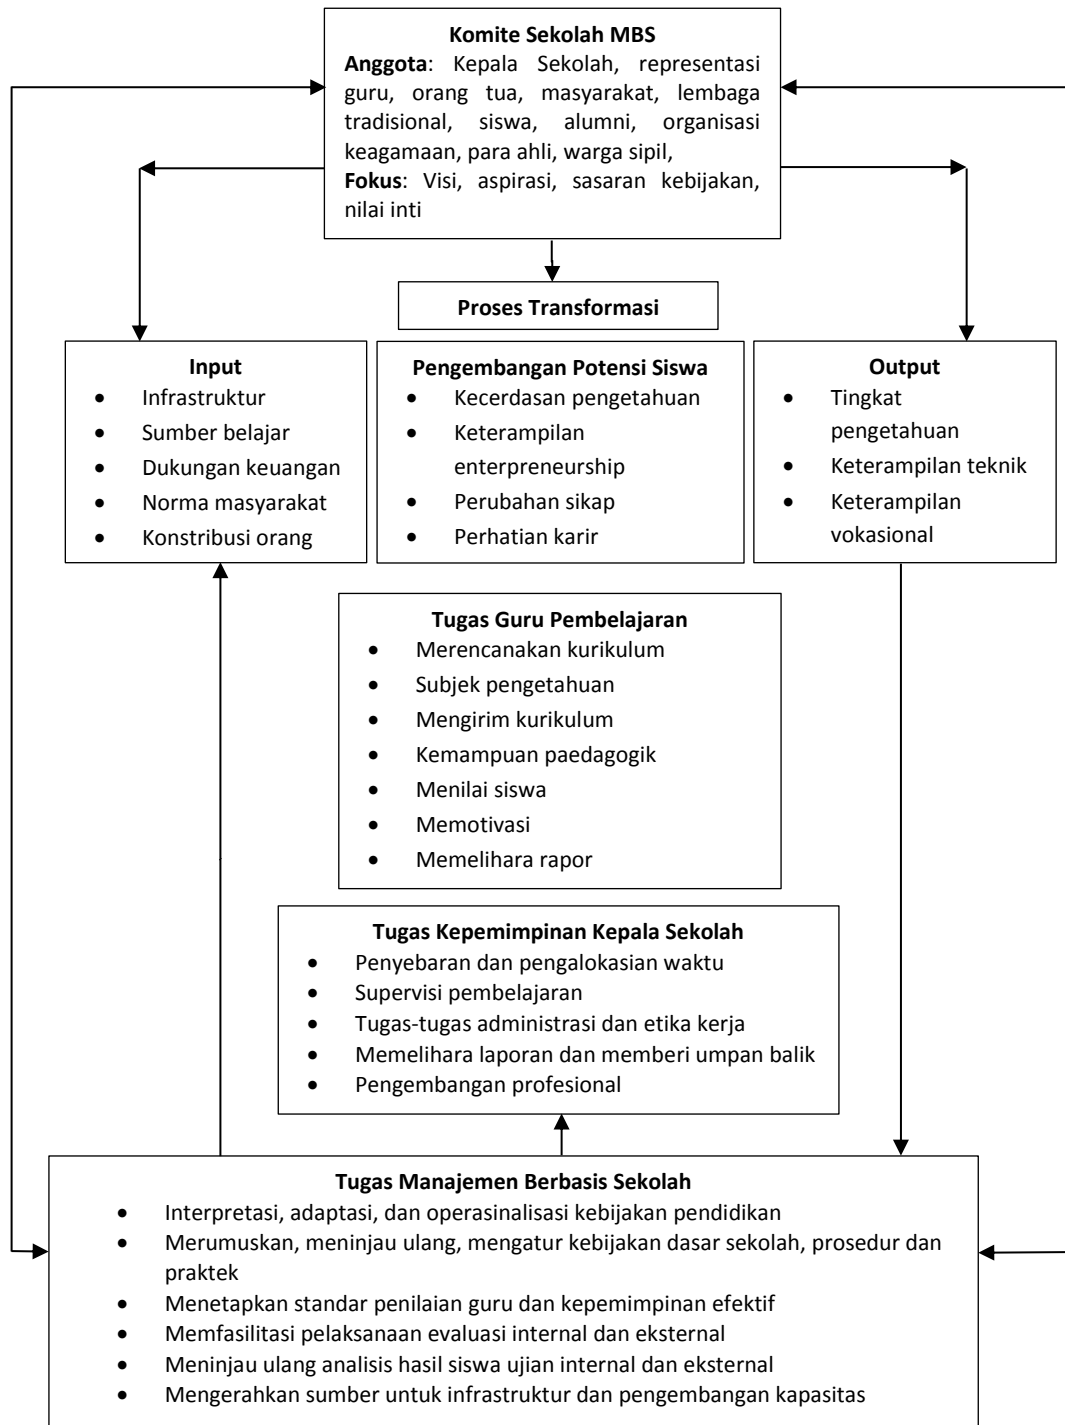 Komite Sekolah MBS
Anggota: Kepala Sekolah, representasi
guru, orang tua, masyarakat, lembaga
tradisional, siswa, alumni, organisasi
keagamaan, para ahli, warga sipil,
Fokus: Visi, aspirasi, sasaran kebijakan,
nilai inti
Proses Transformasi
Input
• Infrastruktur
• Sumber belajar
• Dukungan keuangan
• Norma masyarakat
• Konstribusi orang
Pengembangan Potensi Siswa
• Kecerdasan pengetahuan
• Keterampilan
enterpreneurship
• Perubahan sikap
• Perhatian karir
Output
• Tingkat
pengetahuan
• Keterampilan teknik
• Keterampilan
vokasional
Tugas Guru Pembelajaran
• Merencanakan kurikulum
• Subjek pengetahuan
• Mengirim kurikulum
• Kemampuan paedagogik
• Menilai siswa
• Memotivasi
• Memelihara rapor
Tugas Kepemimpinan Kepala Sekolah
• Penyebaran dan pengalokasian waktu
• Supervisi pembelajaran
• Tugas-tugas administrasi dan etika kerja
• Memelihara laporan dan memberi umpan balik
• Pengembangan profesional
Tugas Manajemen Berbasis Sekolah
• Interpretasi, adaptasi, dan operasinalisasi kebijakan pendidikan
• Merumuskan, meninjau ulang, mengatur kebijakan dasar sekolah, prosedur dan
praktek
• Menetapkan standar penilaian guru dan kepemimpinan efektif
• Memfasilitasi pelaksanaan evaluasi internal dan eksternal
• Meninjau ulang analisis hasil siswa ujian internal dan eksternal
• Mengerahkan sumber untuk infrastruktur dan pengembangan kapasitas